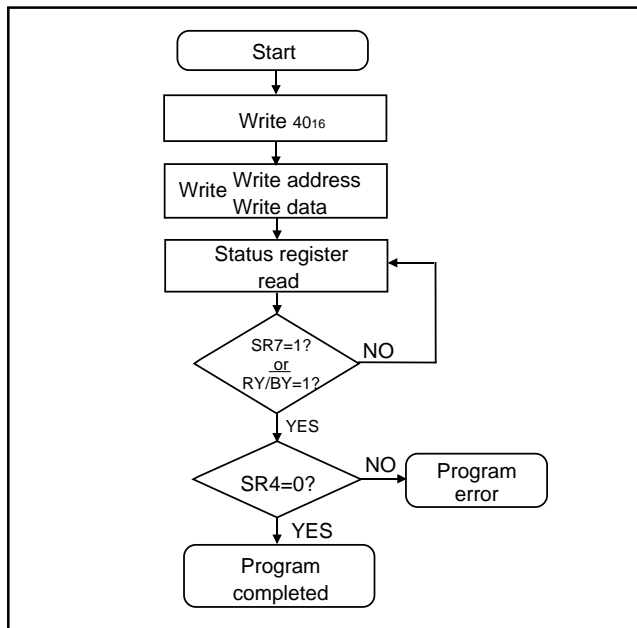 Start
Write 40₁₆
Write Write address
Write data
Status register
read
SR7=1?
or
RY/B̅Y̅=1?
NO
YES
SR4=0?
NO
Program
error
YES
Program
completed